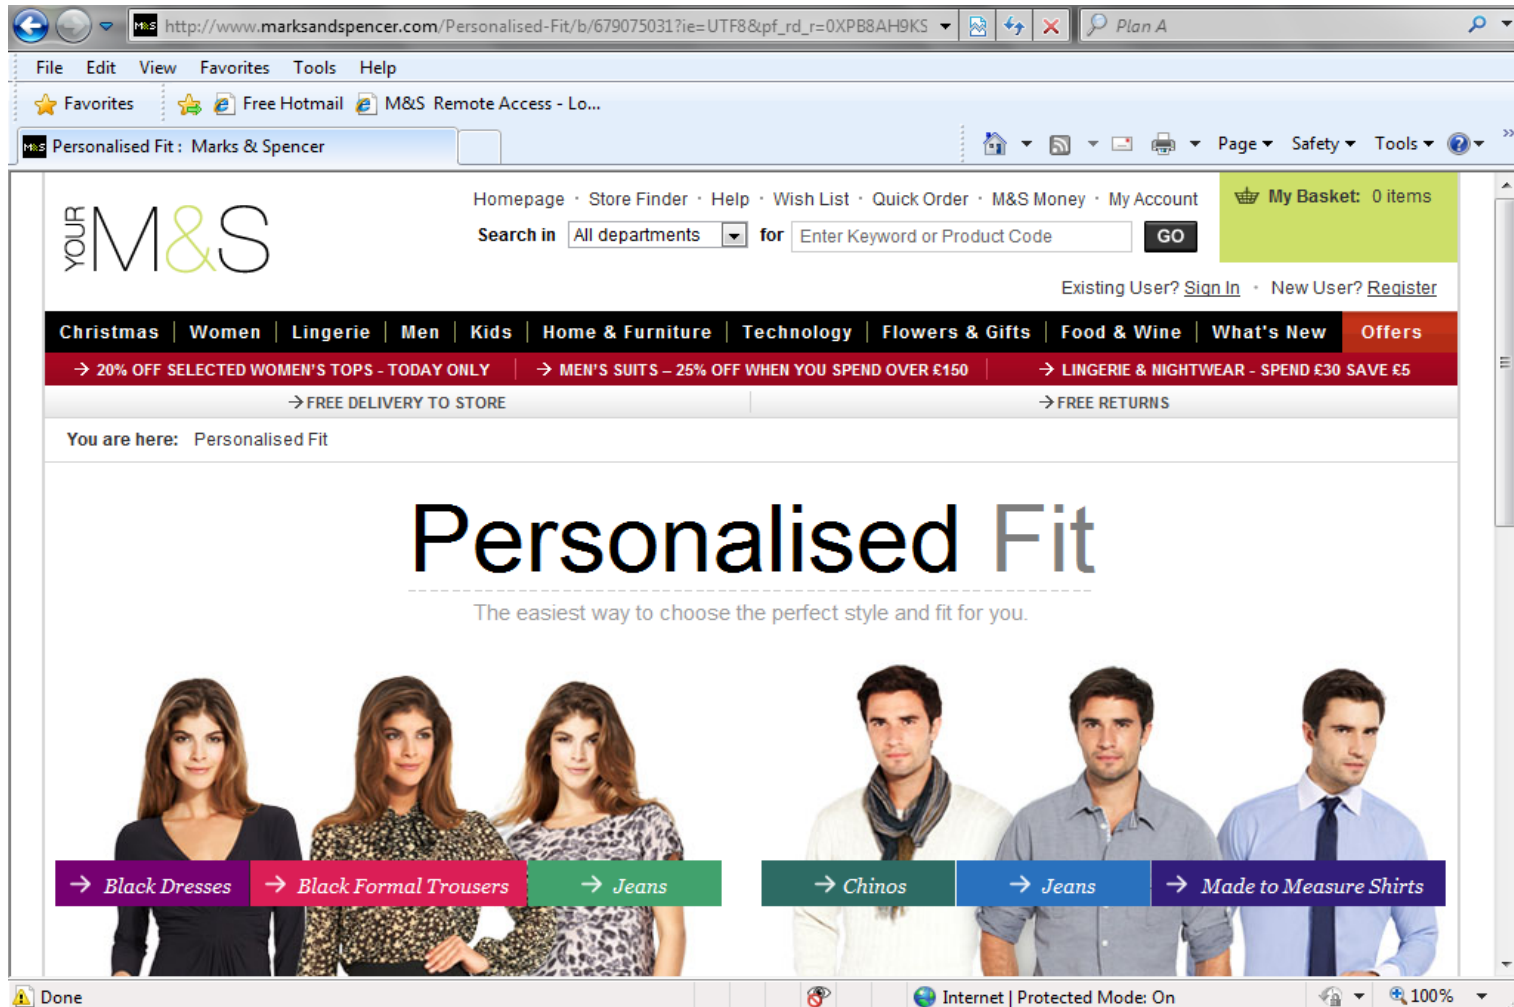 M&S http://www.marksandspencer.com/Personalised-Fit/b/679075031?ie=UTF8&pf_rd_r=0XPB8AH9KS Plan A
File Edit View Favorites Tools Help
Favorites Free Hotmail M&S Remote Access - Lo...
M&S Personalised Fit : Marks & Spencer Page Safety Tools
YOUR M&S
Homepage · Store Finder · Help · Wish List · Quick Order · M&S Money · My Account
My Basket: 0 items
Search in All departments for Enter Keyword or Product Code GO
Existing User? Sign In · New User? Register
Christmas | Women | Lingerie | Men | Kids | Home & Furniture | Technology | Flowers & Gifts | Food & Wine | What's New Offers
→ 20% OFF SELECTED WOMEN'S TOPS - TODAY ONLY → MEN'S SUITS – 25% OFF WHEN YOU SPEND OVER £150 → LINGERIE & NIGHTWEAR - SPEND £30 SAVE £5
→ FREE DELIVERY TO STORE → FREE RETURNS
You are here: Personalised Fit
Personalised Fit
The easiest way to choose the perfect style and fit for you.
→ Black Dresses → Black Formal Trousers → Jeans → Chinos → Jeans → Made to Measure Shirts
Done Internet | Protected Mode: On 100%